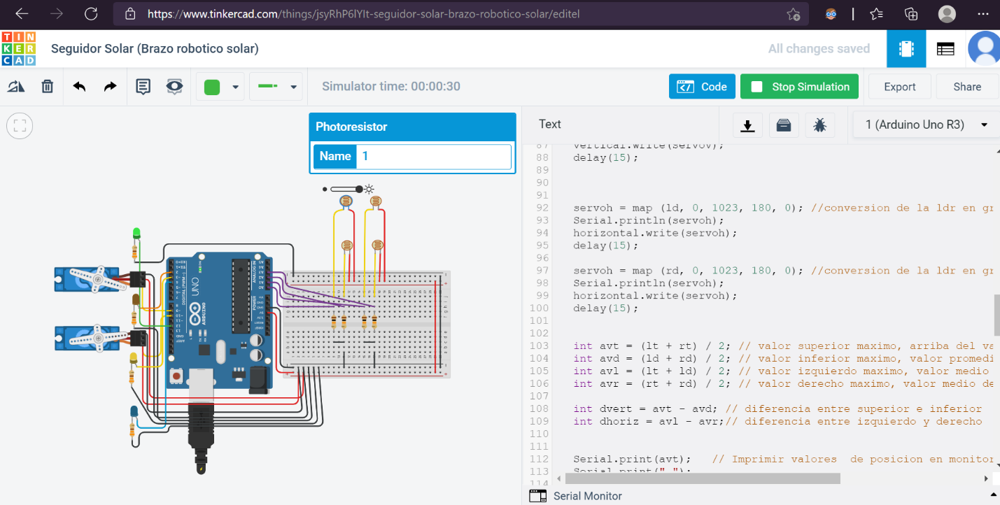 https://www.tinkercad.com/things/jsyRhP6lYIt-seguidor-solar-brazo-robotico-solar/editel
TIN
KER
CAD
Seguidor Solar (Brazo robotico solar)
All changes saved
Simulator time: 00:00:30
Code
Stop Simulation
Export
Share
Photoresistor
Name 1
Text
1 (Arduino Uno R3)
87 vertical.write(servov);
88 delay(15);
89
90
91
92 servoh = map (ld, 0, 1023, 180, 0); //conversion de la ldr en gr
93 Serial.println(servoh);
94 horizontal.write(servoh);
95 delay(15);
96
97 servoh = map (rd, 0, 1023, 180, 0); //conversion de la ldr en gr
98 Serial.println(servoh);
99 horizontal.write(servoh);
100 delay(15);
101
102
103 int avt = (lt + rt) / 2; // valor superior maximo, arriba del va
104 int avd = (ld + rd) / 2; // valor inferior maximo, valor promedi
105 int avl = (lt + ld) / 2; // valor izquierdo maximo, valor medio
106 int avr = (rt + rd) / 2; // valor derecho maximo, valor medio de
107
108 int dvert = avt - avd; // diferencia entre superior e inferior
109 int dhoriz = avl - avr;// diferencia entre izquierdo y derecho
110
111
112 Serial.print(avt); // Imprimir valores de posicion en monitor
113 Serial.print(" ");
114
Serial Monitor
UNO
ARDUINO
DIGITAL (PWM~)
ANALOG IN
POWER